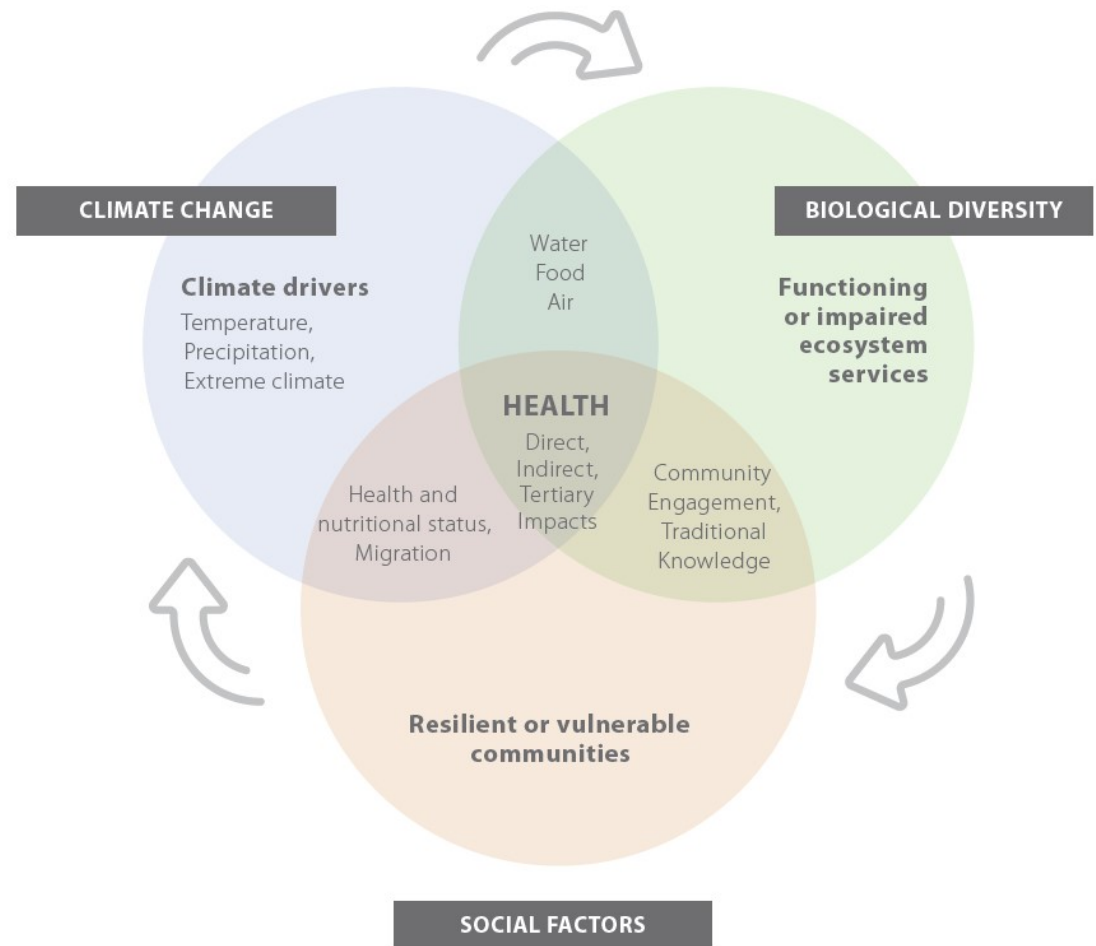 CLIMATE CHANGE
BIOLOGICAL DIVERSITY
Water
Food
Air
Climate drivers
Temperature,
Precipitation,
Extreme climate
Functioning
or impaired
ecosystem
services
HEALTH
Direct,
Indirect,
Tertiary
Impacts
Health and
nutritional status,
Migration
Community
Engagement,
Traditional
Knowledge
Resilient or vulnerable
communities
SOCIAL FACTORS